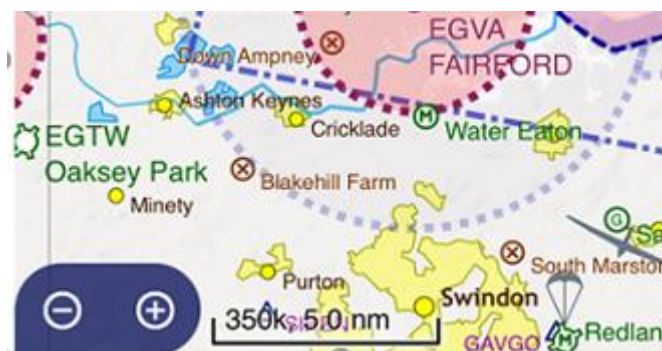 EGVA
FAIRFORD
Down Ampney
Ashton Keynes
Cricklade
M
Water Eaton
EGTW
Oaksey Park
Blakehill Farm
Minety
G
Sa
South Marston
Purton
Swindon
350k, 5.0 nm
GAVGO
M
Redlan